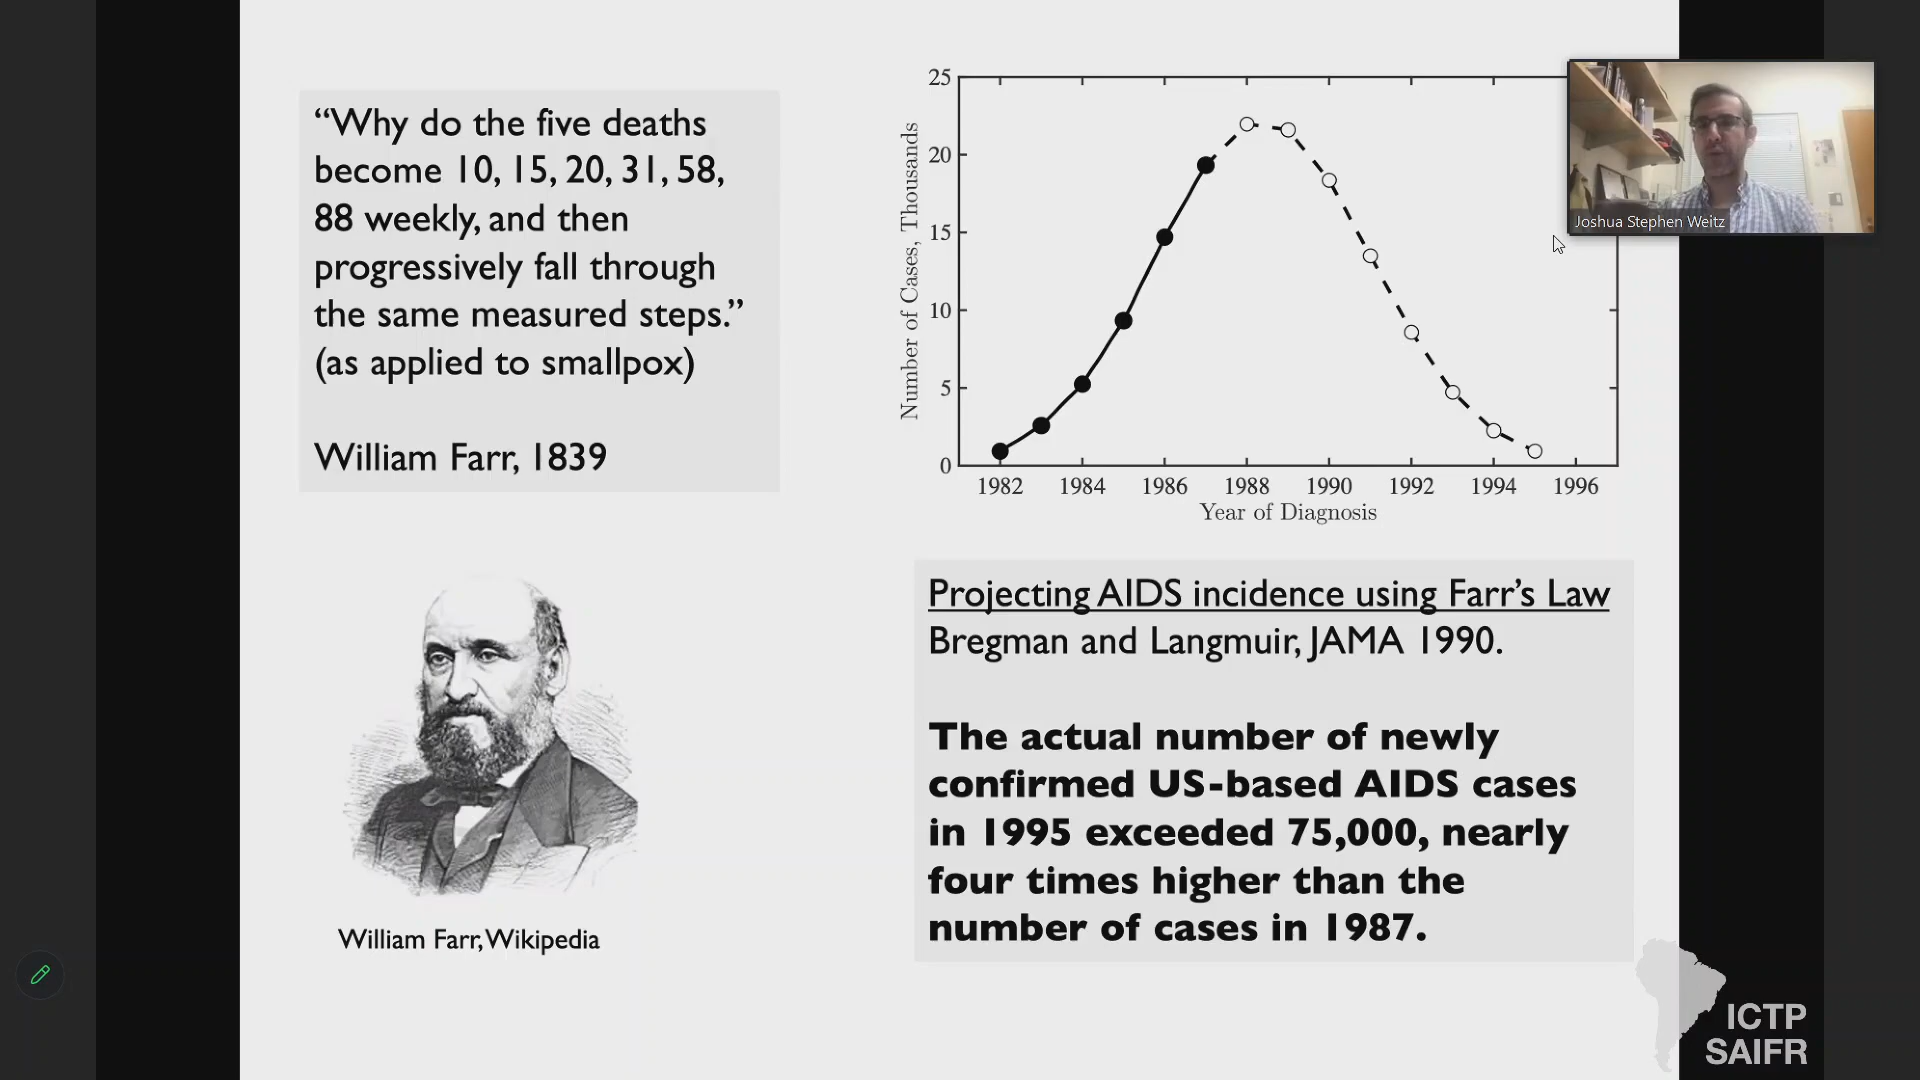 “Why do the five deaths
become 10, 15, 20, 31, 58,
88 weekly, and then
progressively fall through
the same measured steps.”
(as applied to smallpox)
William Farr, 1839
William Farr, Wikipedia
25
20
15
10
5
0
Number of Cases, Thousands
1982 1984 1986 1988 1990 1992 1994 1996
Year of Diagnosis
Joshua Stephen Weitz
Projecting AIDS incidence using Farr’s Law
Bregman and Langmuir, JAMA 1990.
The actual number of newly
confirmed US-based AIDS cases
in 1995 exceeded 75,000, nearly
four times higher than the
number of cases in 1987.
ICTP
SAIFR